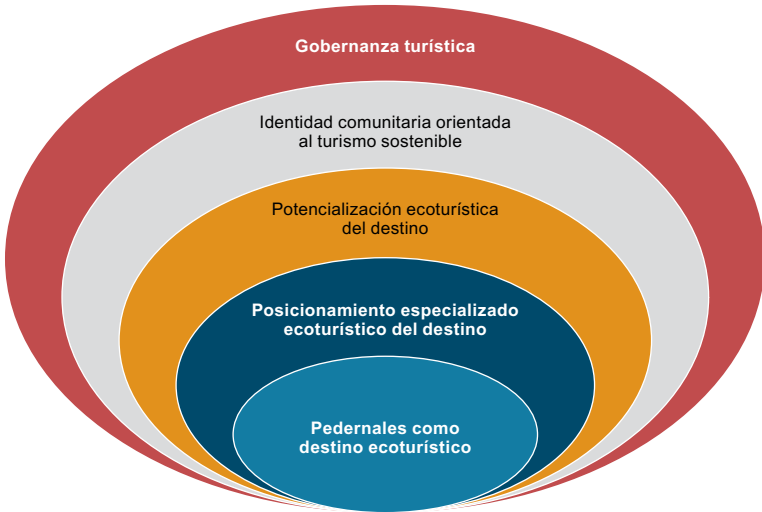 Gobernanza turística
Identidad comunitaria orientada
al turismo sostenible
Potencialización ecoturística
del destino
Posicionamiento especializado
ecoturístico del destino
Pedernales como
destino ecoturístico